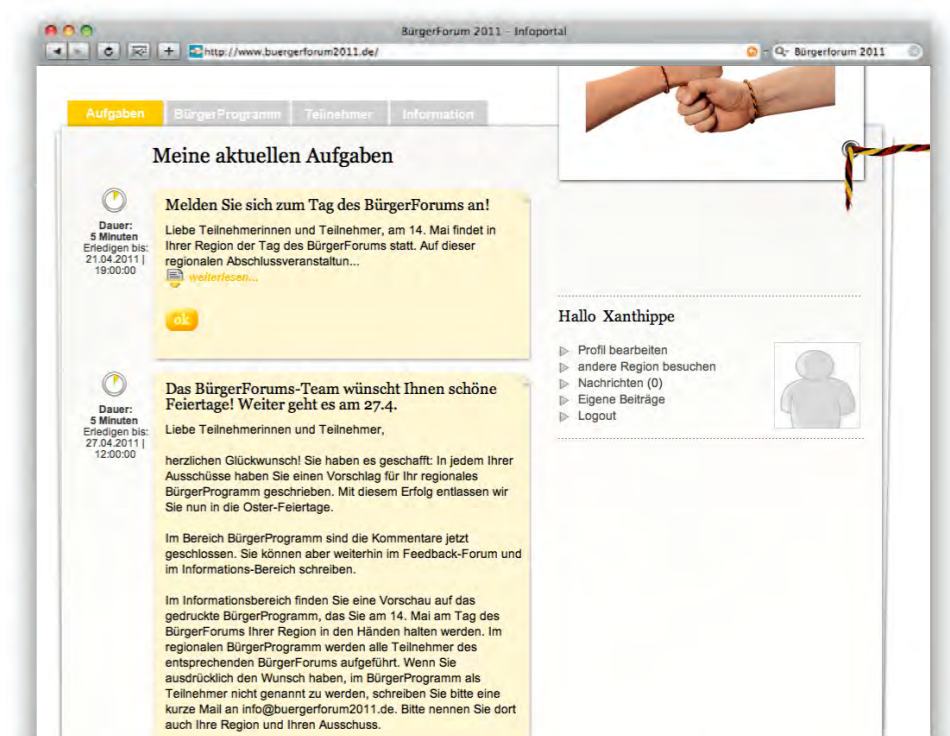 BürgerForum 2011 – Infoportal
http://www.buergerforum2011.de/
Bürgerforum 2011
Aufgaben BürgerProgramm Teilnehmer Information
Meine aktuellen Aufgaben
Dauer:
5 Minuten
Erledigen bis:
21.04.2011 |
19:00:00
Melden Sie sich zum Tag des BürgerForums an!
Liebe Teilnehmerinnen und Teilnehmer, am 14. Mai findet in
Ihrer Region der Tag des BürgerForums statt. Auf dieser
regionalen Abschlussveranstaltun...
weiterlesen...
ok
Dauer:
5 Minuten
Erledigen bis:
27.04.2011 |
12:00:00
Das BürgerForums-Team wünscht Ihnen schöne
Feiertage! Weiter geht es am 27.4.
Liebe Teilnehmerinnen und Teilnehmer,
herzlichen Glückwunsch! Sie haben es geschafft: In jedem Ihrer
Ausschüsse haben Sie einen Vorschlag für Ihr regionales
BürgerProgramm geschrieben. Mit diesem Erfolg entlassen wir
Sie nun in die Oster-Feiertage.
Im Bereich BürgerProgramm sind die Kommentare jetzt
geschlossen. Sie können aber weiterhin im Feedback-Forum und
im Informations-Bereich schreiben.
Im Informationsbereich finden Sie eine Vorschau auf das
gedruckte BürgerProgramm, das Sie am 14. Mai am Tag des
BürgerForums Ihrer Region in den Händen halten werden. Im
regionalen BürgerProgramm werden alle Teilnehmer des
entsprechenden BürgerForums aufgeführt. Wenn Sie
ausdrücklich den Wunsch haben, im BürgerProgramm als
Teilnehmer nicht genannt zu werden, schreiben Sie bitte eine
kurze Mail an info@buergerforum2011.de. Bitte nennen Sie dort
auch Ihre Region und Ihren Ausschuss.
Hallo Xanthippe
Profil bearbeiten
andere Region besuchen
Nachrichten (0)
Eigene Beiträge
Logout